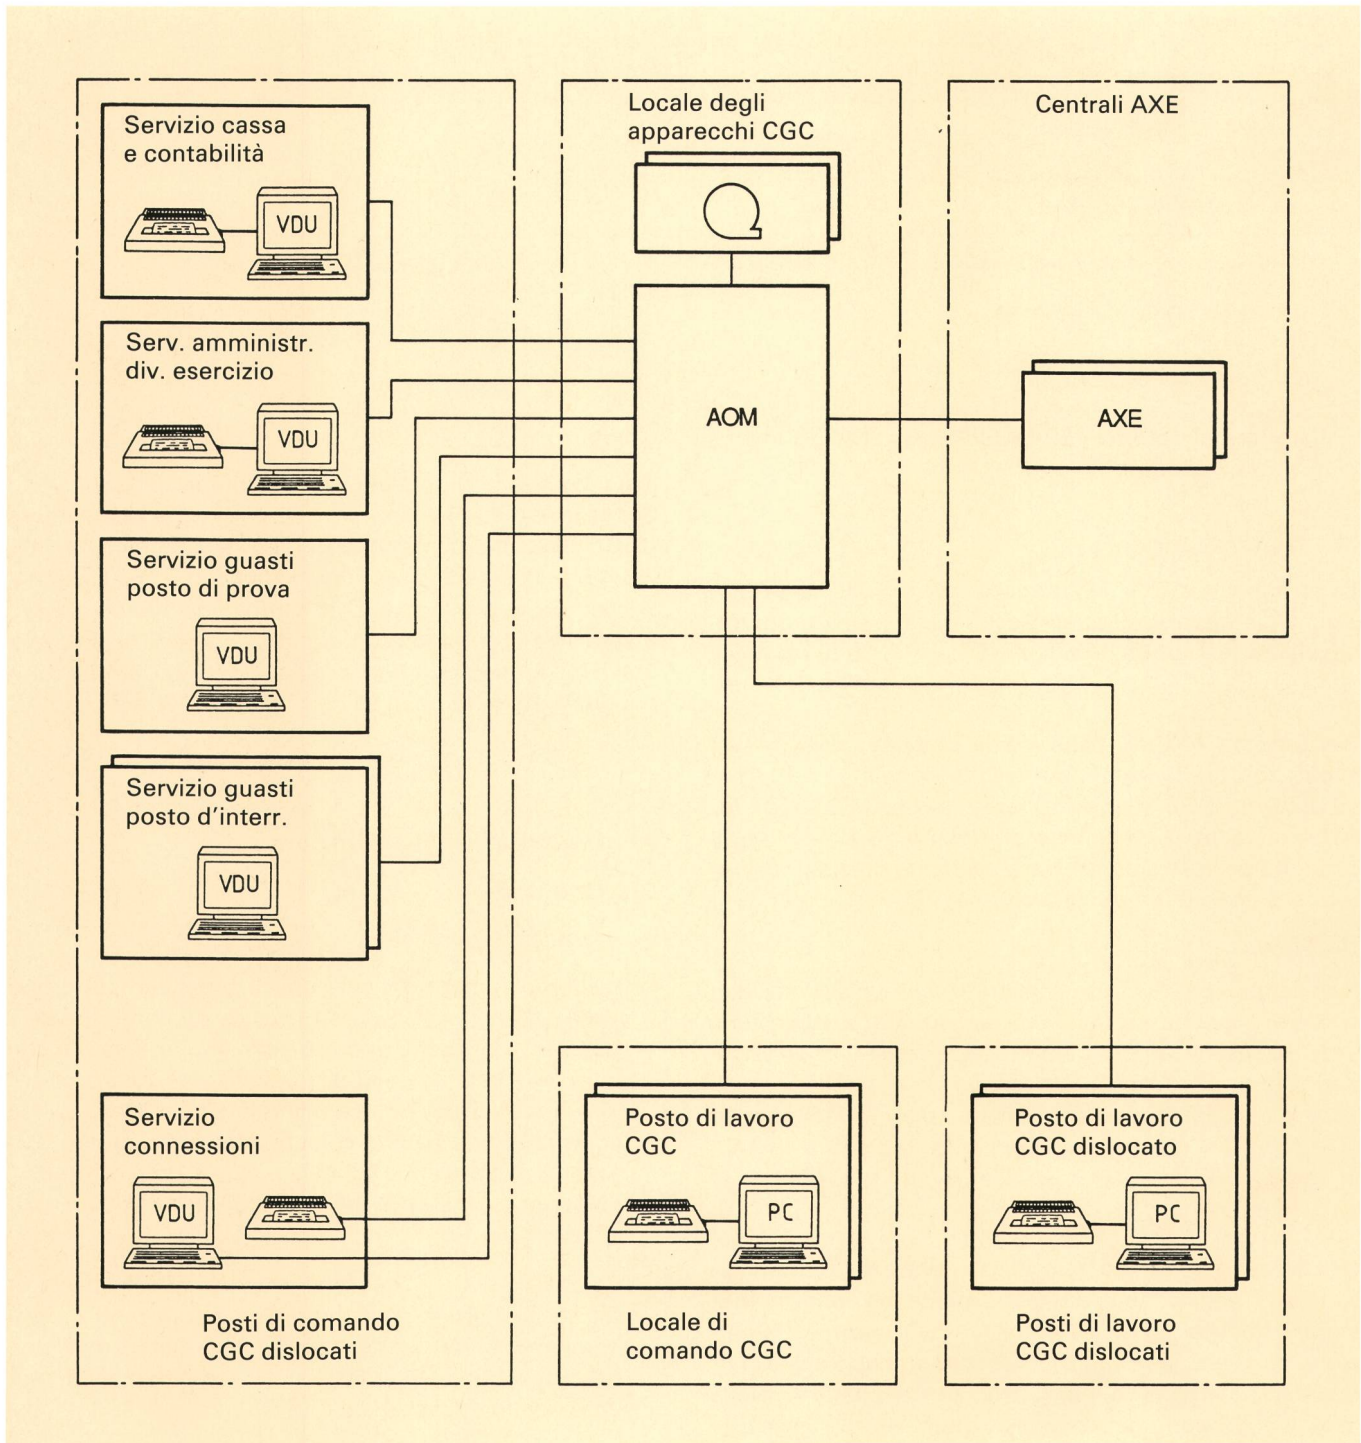 Servizio cassa
e contabilità
VDU
Serv. amministr.
div. esercizio
VDU
Servizio guasti
posto di prova
VDU
Servizio guasti
posto d'interr.
VDU
Servizio
connessioni
VDU
Posti di comando
CGC dislocati
Locale degli
apparecchi CGC
AOM
Centrali AXE
AXE
Posto di lavoro
CGC
PC
Locale di
comando CGC
Posto di lavoro
CGC dislocato
PC
Posti di lavoro
CGC dislocati